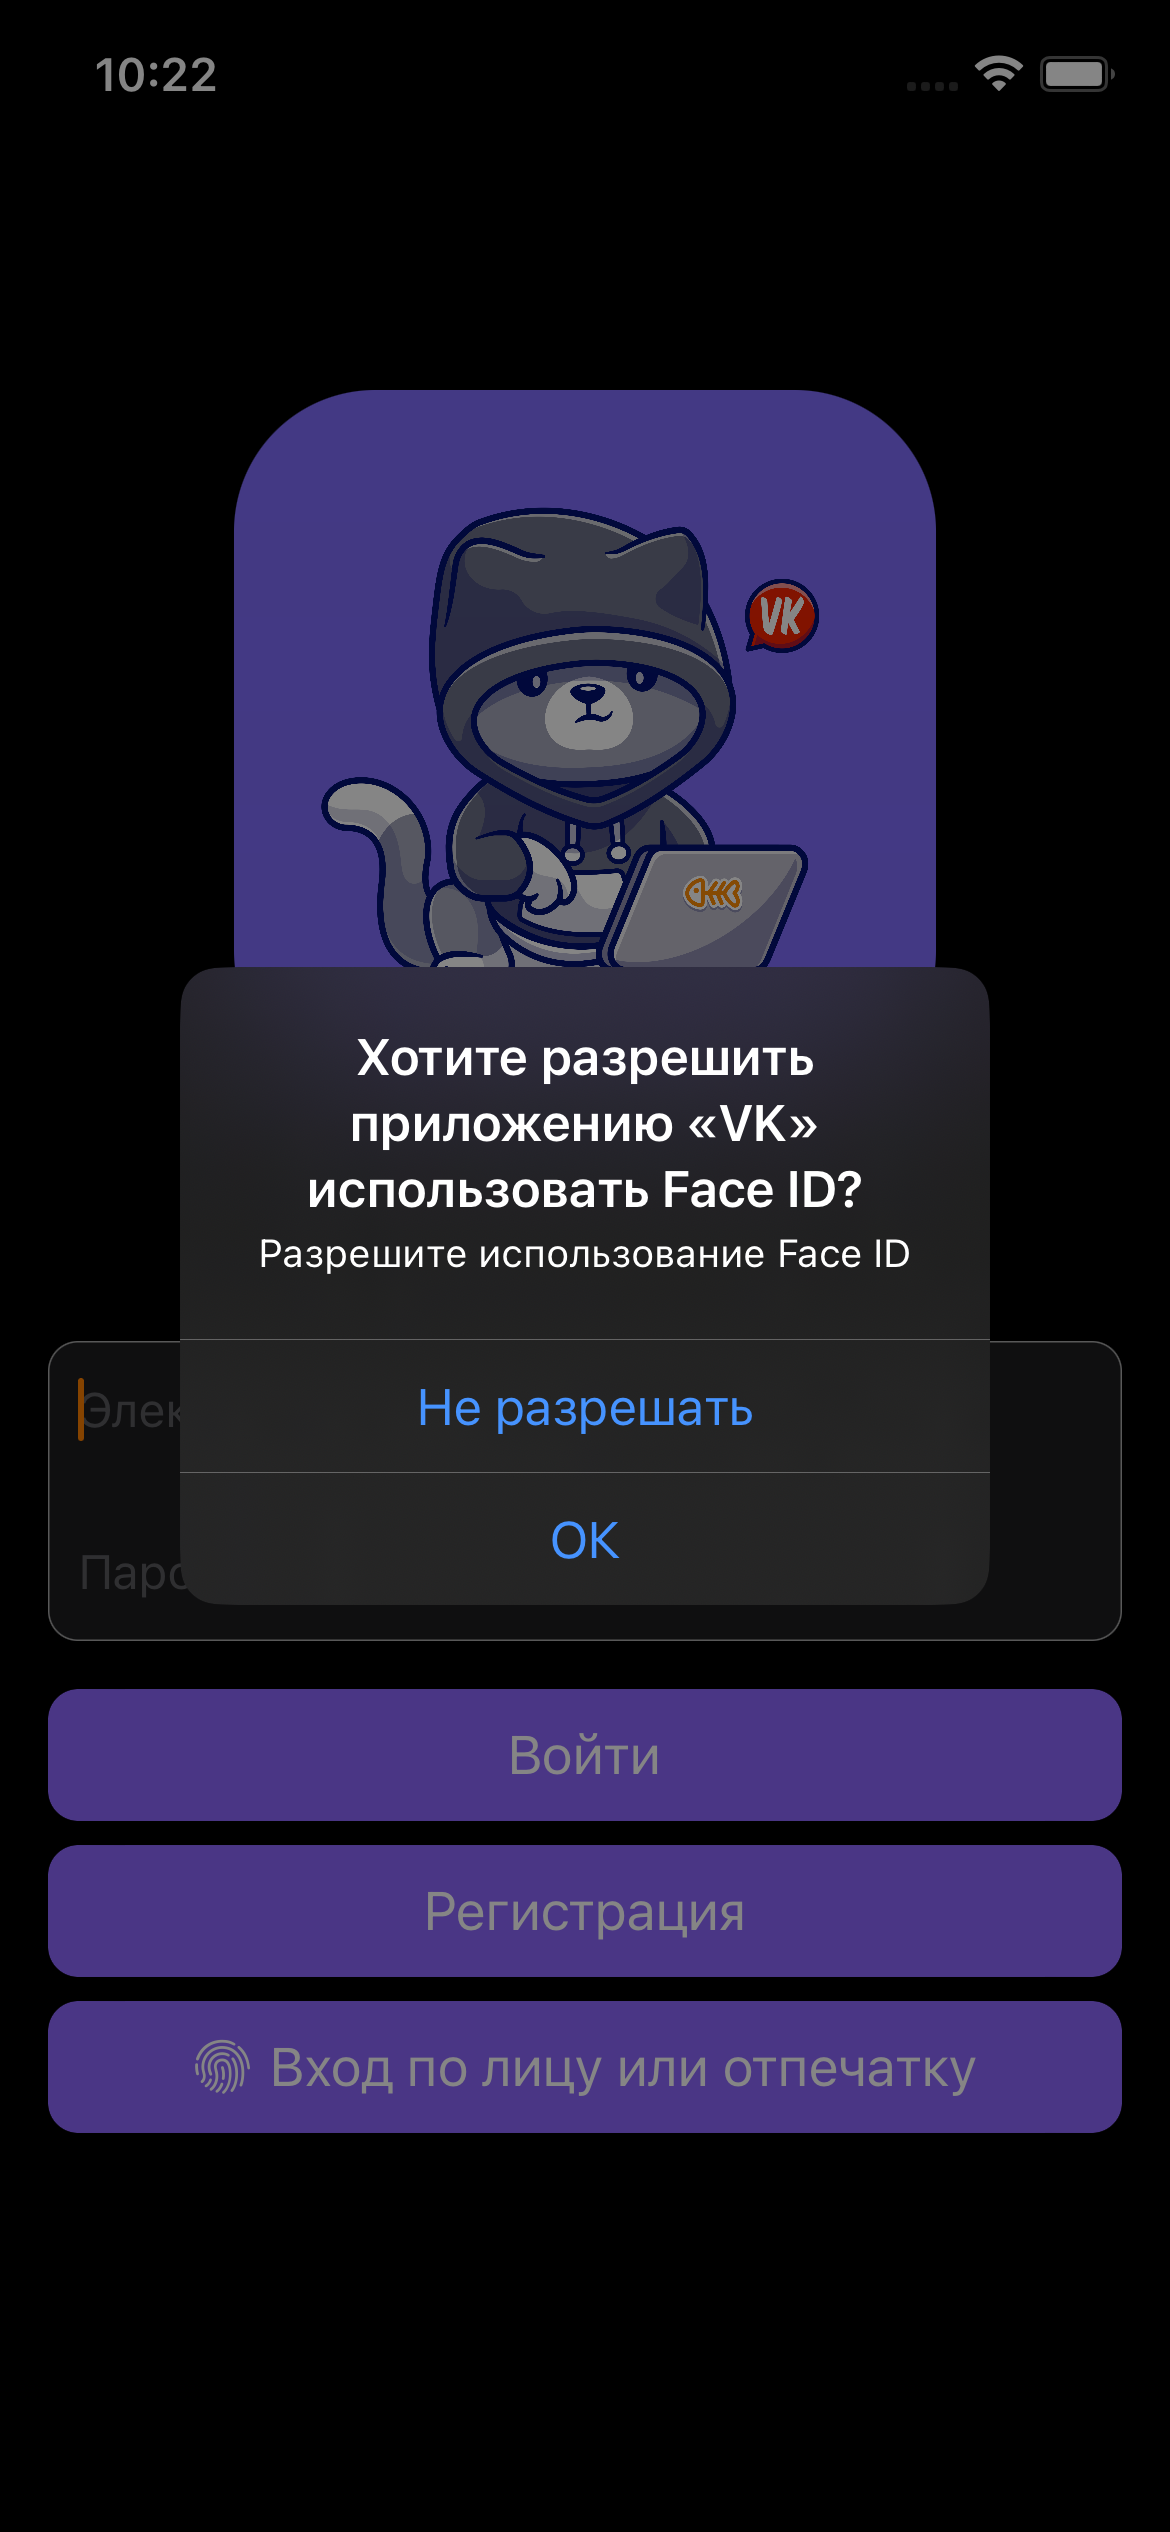 10:22
VK
Хотите разрешить
приложению «VK»
использовать Face ID?
Разрешите использование Face ID
Не разрешать
ОК
Войти
Регистрация
Вход по лицу или отпечатку